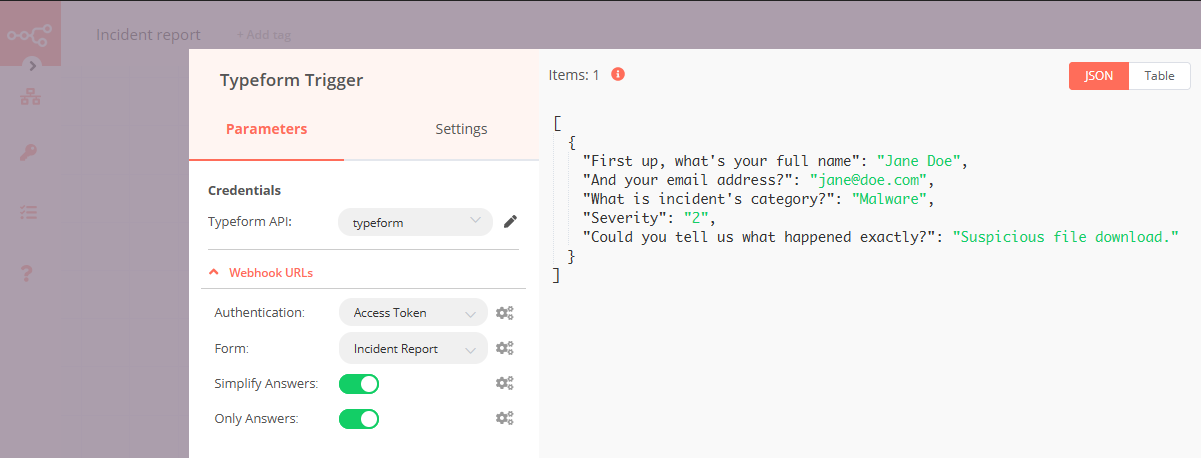 Incident report + Add tag
Typeform Trigger
Parameters Settings
Credentials
Typeform API: typeform
Webhook URLs
Authentication: Access Token
Form: Incident Report
Simplify Answers:
Only Answers:
Items: 1
JSON Table
[
{
"First up, what's your full name": "Jane Doe",
"And your email address?": "jane@doe.com",
"What is incident's category?": "Malware",
"Severity": "2",
"Could you tell us what happened exactly?": "Suspicious file download."
}
]